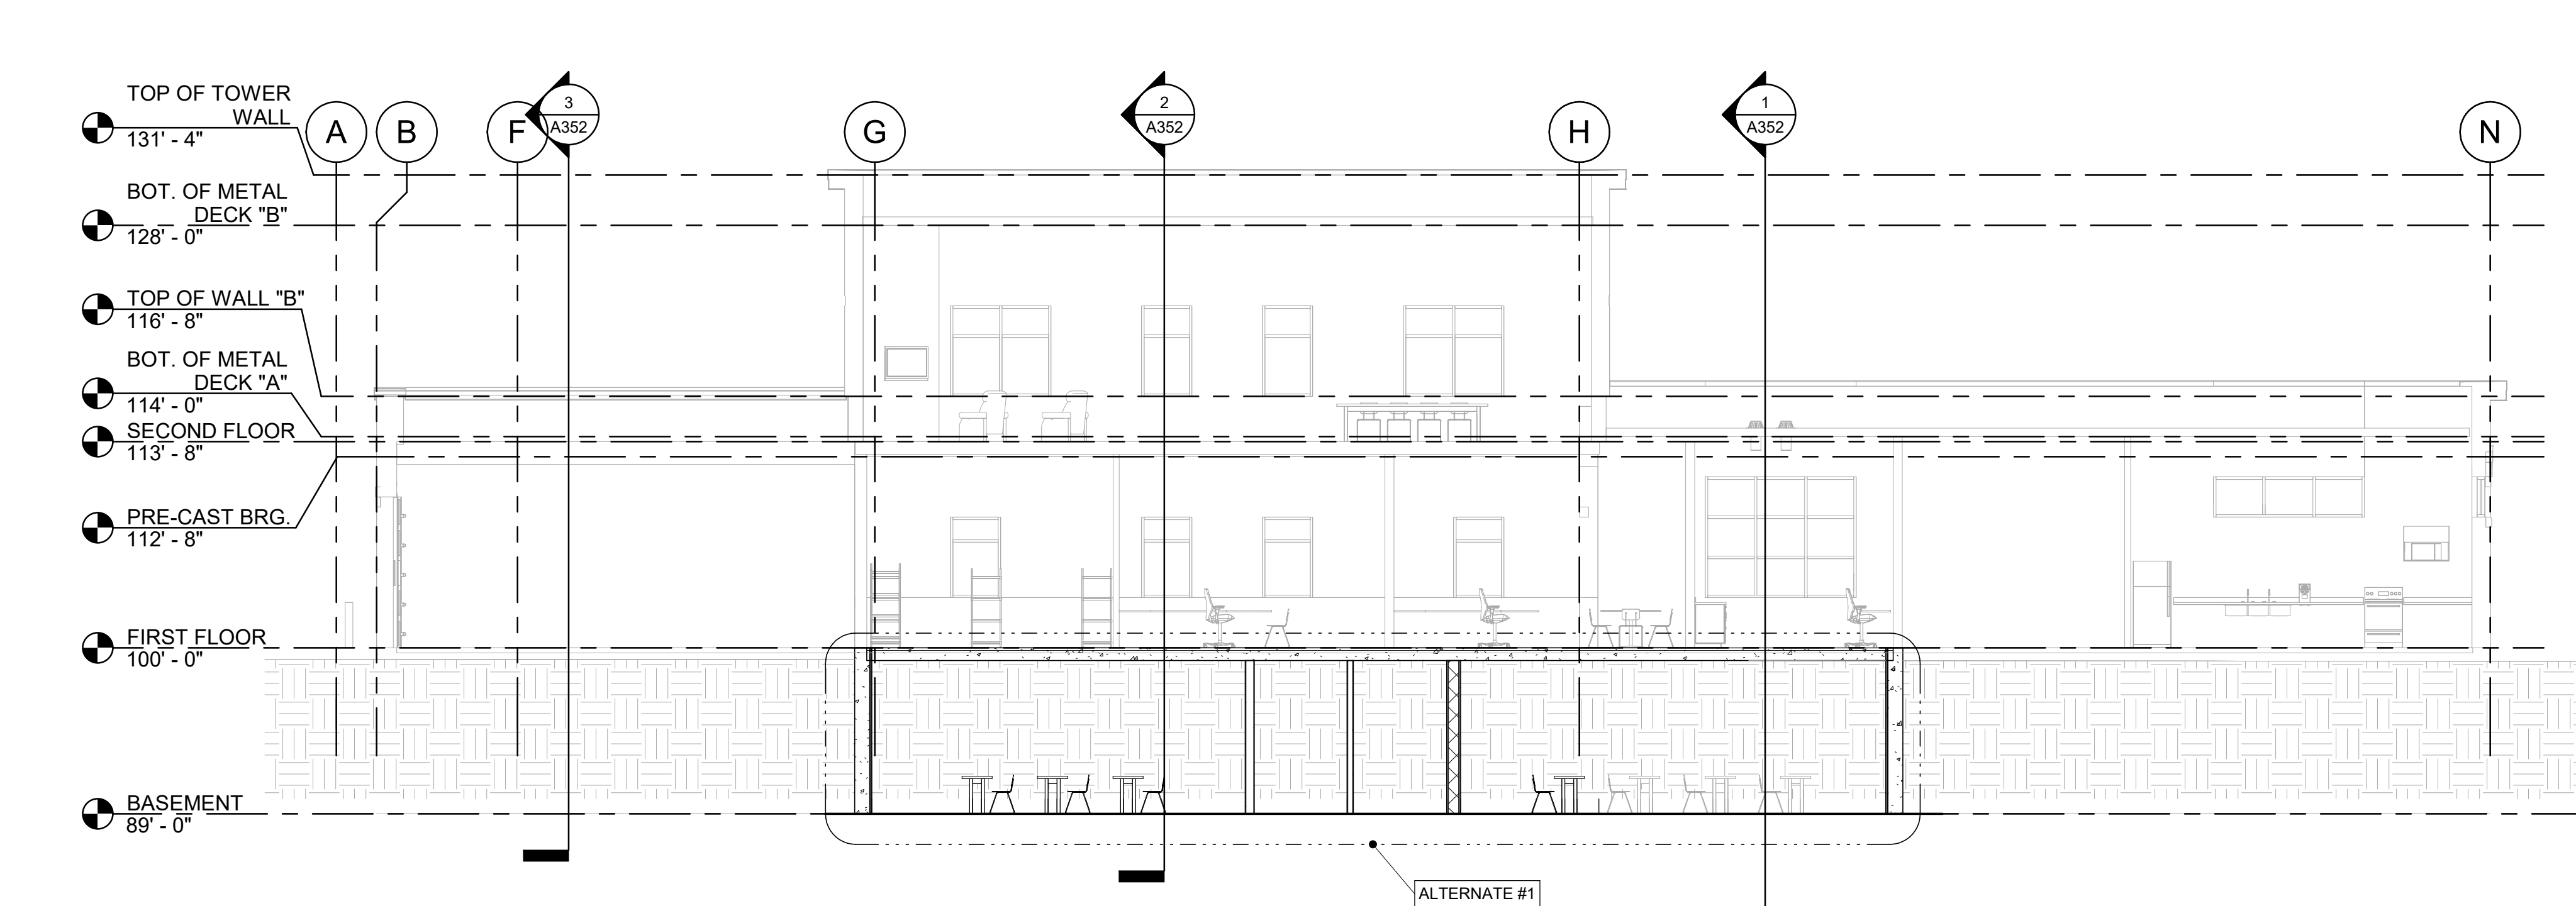 TOP OF TOWER
WALL
131' - 4"
A
B
F
3
A352
G
2
A352
H
1
A352
N
BOT. OF METAL
DECK "B"
128' - 0"
TOP OF WALL "B"
116' - 8"
BOT. OF METAL
DECK "A"
114' - 0"
SECOND FLOOR
113' - 8"
PRE-CAST BRG.
112' - 8"
FIRST FLOOR
100' - 0"
BASEMENT
89' - 0"
ALTERNATE #1